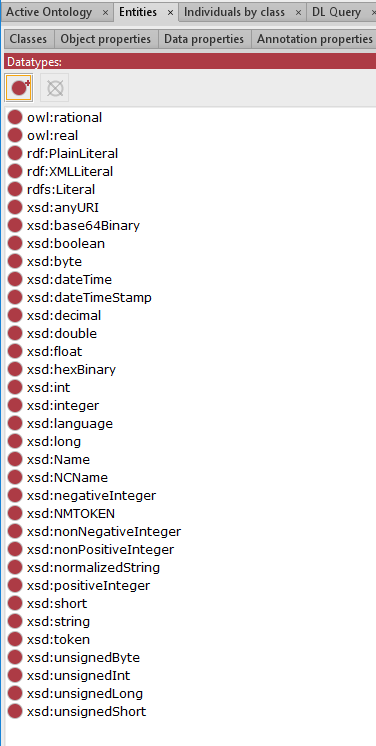 Active Ontology × Entities × Individuals by class × DL Query ×
Classes Object properties Data properties Annotation properties
Datatypes:
owl:rational
owl:real
rdf:PlainLiteral
rdf:XMLLiteral
rdfs:Literal
xsd:anyURI
xsd:base64Binary
xsd:boolean
xsd:byte
xsd:dateTime
xsd:dateTimeStamp
xsd:decimal
xsd:double
xsd:float
xsd:hexBinary
xsd:int
xsd:integer
xsd:language
xsd:long
xsd:Name
xsd:NCName
xsd:negativeInteger
xsd:NMTOKEN
xsd:nonNegativeInteger
xsd:nonPositiveInteger
xsd:normalizedString
xsd:positiveInteger
xsd:short
xsd:string
xsd:token
xsd:unsignedByte
xsd:unsignedInt
xsd:unsignedLong
xsd:unsignedShort